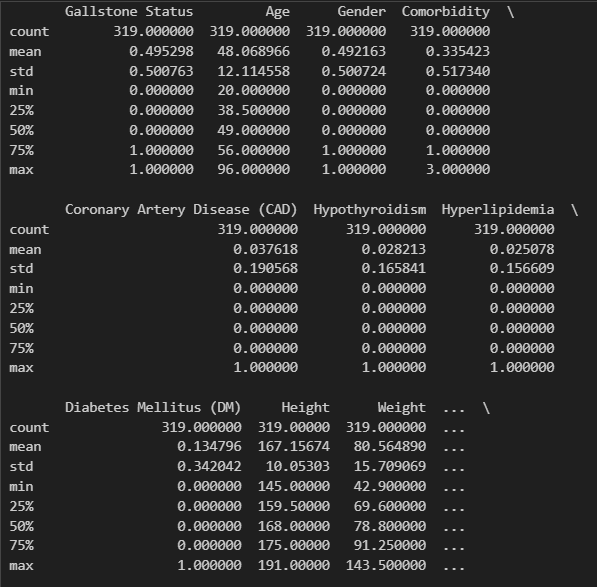 Gallstone Status Age Gender Comorbidity \
count 319.000000 319.000000 319.000000 319.000000
mean 0.495298 48.068966 0.492163 0.335423
std 0.500763 12.114558 0.500724 0.517340
min 0.000000 20.000000 0.000000 0.000000
25% 0.000000 38.500000 0.000000 0.000000
50% 0.000000 49.000000 0.000000 0.000000
75% 1.000000 56.000000 1.000000 1.000000
max 1.000000 96.000000 1.000000 3.000000
Coronary Artery Disease (CAD) Hypothyroidism Hyperlipidemia \
count 319.000000 319.000000 319.000000
mean 0.037618 0.028213 0.025078
std 0.190568 0.165841 0.156609
min 0.000000 0.000000 0.000000
25% 0.000000 0.000000 0.000000
50% 0.000000 0.000000 0.000000
75% 0.000000 0.000000 0.000000
max 1.000000 1.000000 1.000000
Diabetes Mellitus (DM) Height Weight ... \
count 319.000000 319.00000 319.000000 ...
mean 0.134796 167.15674 80.564890 ...
std 0.342042 10.05303 15.709069 ...
min 0.000000 145.00000 42.900000 ...
25% 0.000000 159.50000 69.600000 ...
50% 0.000000 168.00000 78.800000 ...
75% 0.000000 175.00000 91.250000 ...
max 1.000000 191.00000 143.500000 ...